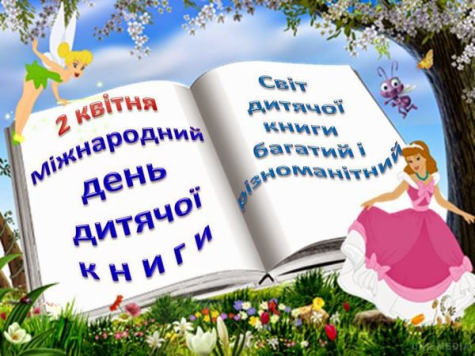 2 квітня
міжнародний
день
дитячої
книги
Світ
дитячої
книги
багатий і
різноманітний